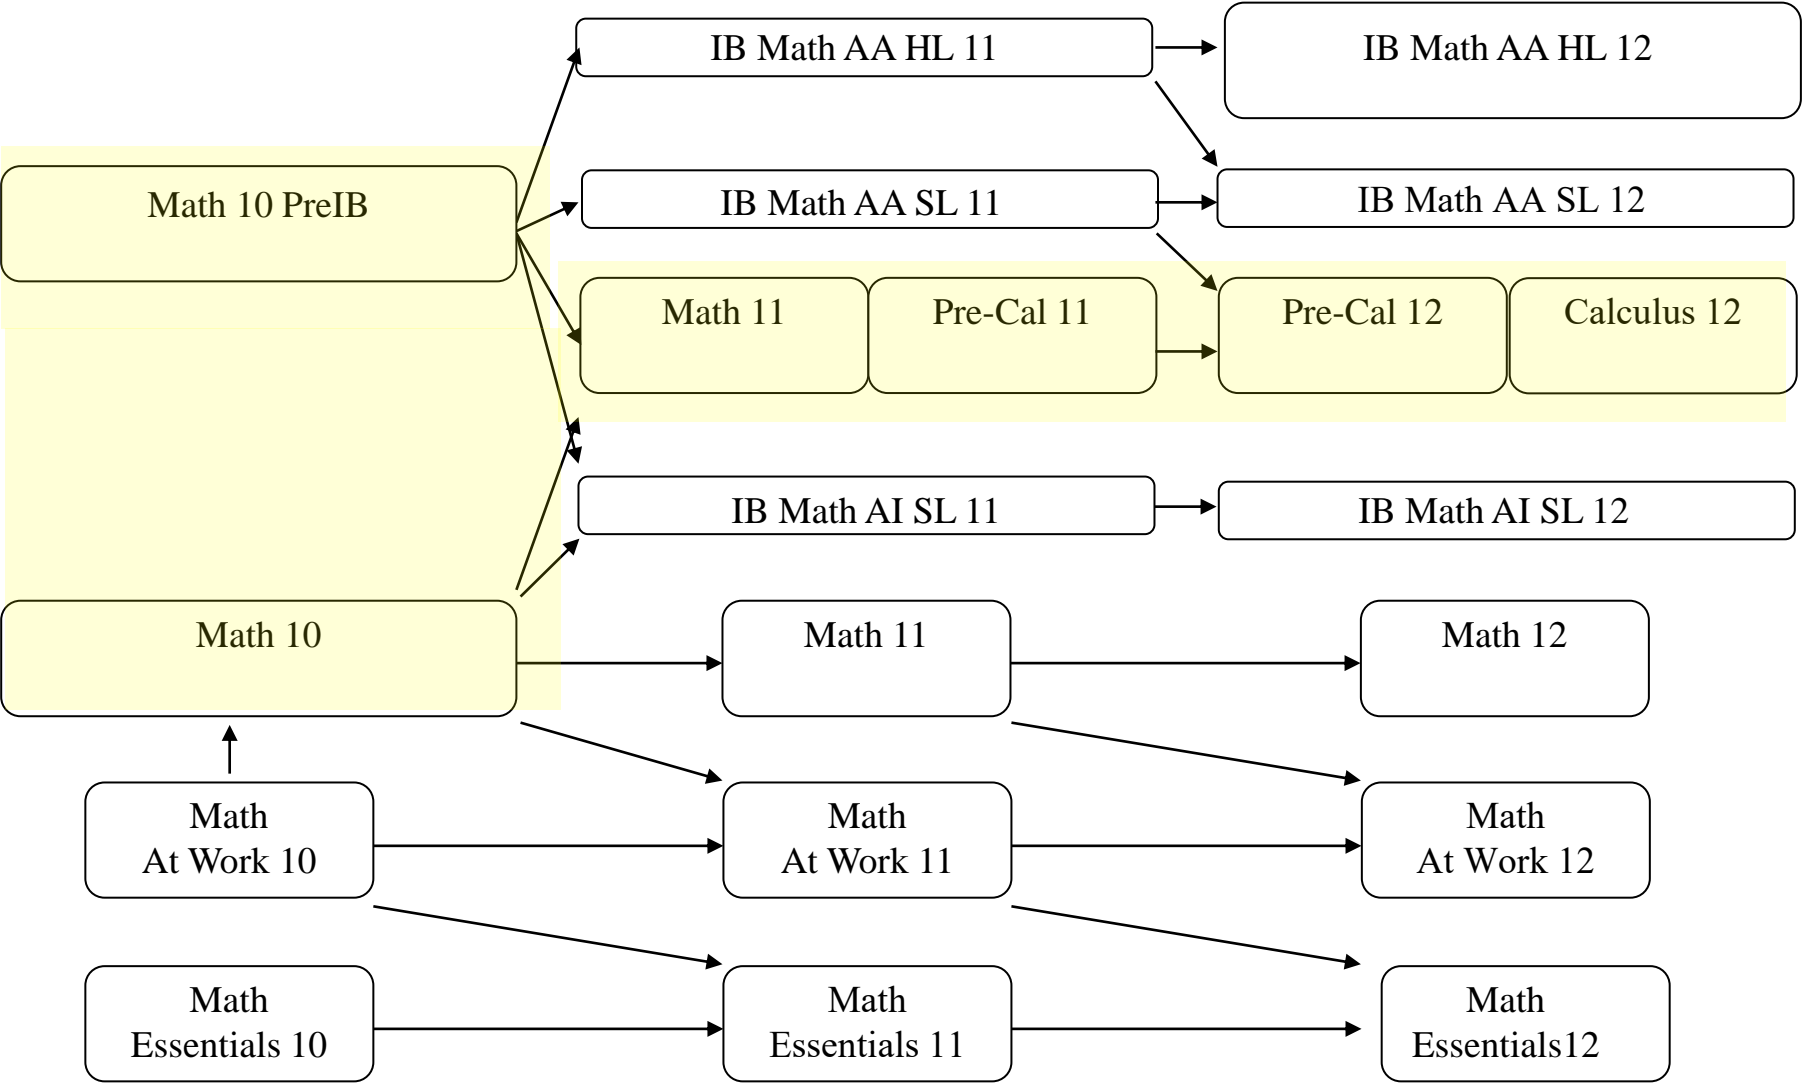 IB Math AA HL 11
IB Math AA HL 12
Math 10 PreIB
IB Math AA SL 11
IB Math AA SL 12
Math 11
Pre-Cal 11
Pre-Cal 12
Calculus 12
IB Math AI SL 11
IB Math AI SL 12
Math 10
Math 11
Math 12
Math
At Work 10
Math
At Work 11
Math
At Work 12
Math
Essentials 10
Math
Essentials 11
Math
Essentials12